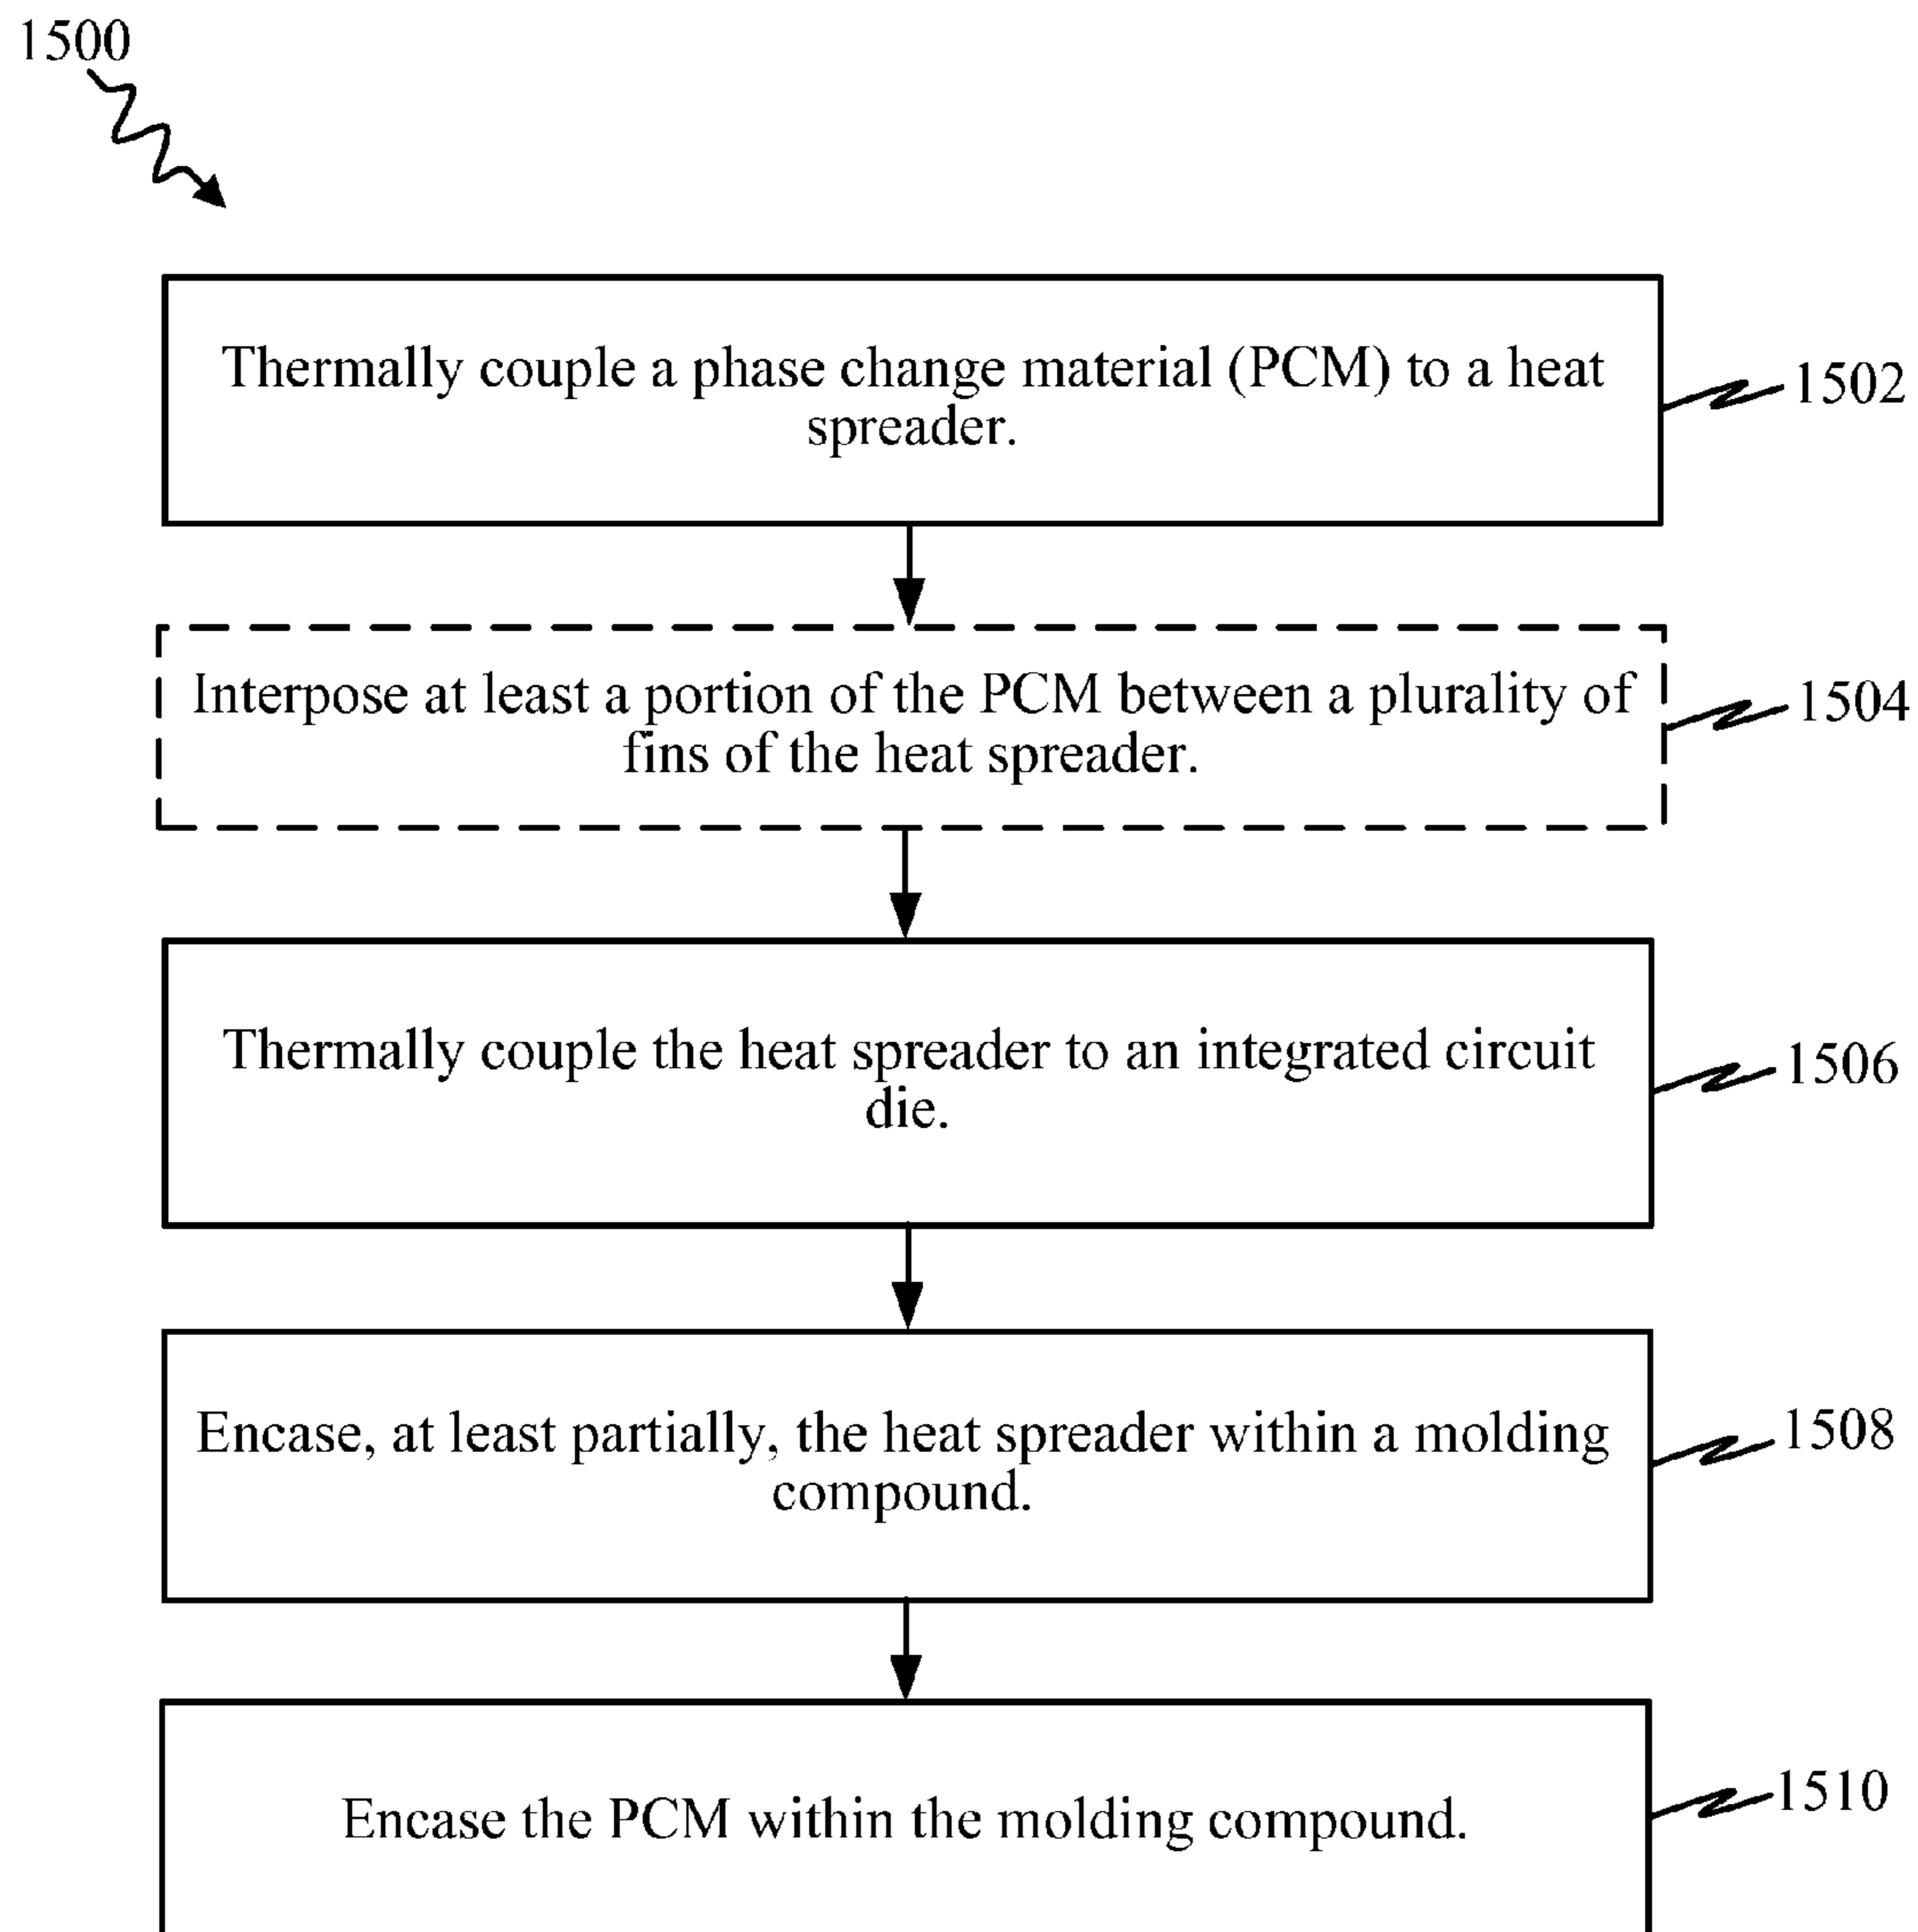 1500
Thermally couple a phase change material (PCM) to a heat
spreader.
1502
Interpose at least a portion of the PCM between a plurality of
fins of the heat spreader.
1504
Thermally couple the heat spreader to an integrated circuit
die.
1506
Encase, at least partially, the heat spreader within a molding
compound.
1508
Encase the PCM within the molding compound.
1510